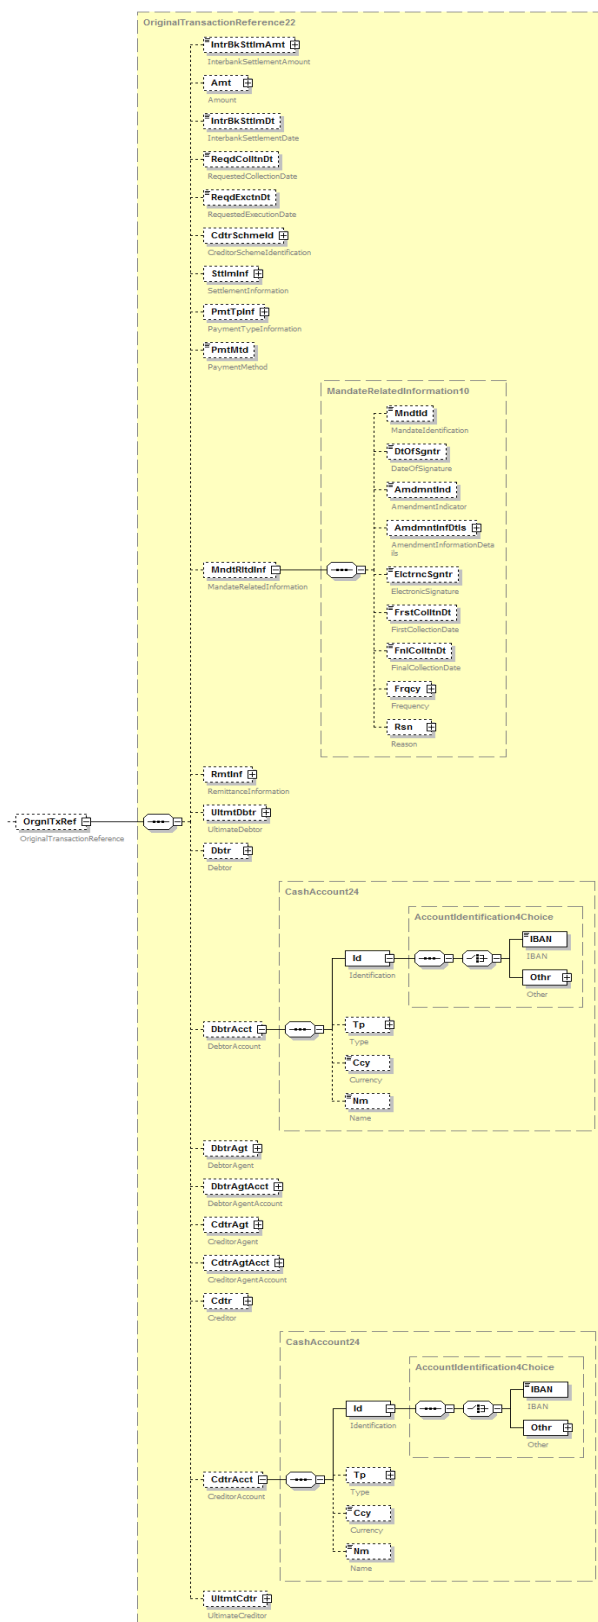 OriginalTransactionReference22
IntrBkSttlmAmt
InterbankSettlementAmount
Amt
Amount
IntrBkSttlmDt
InterbankSettlementDate
ReqdColltnDt
RequestedCollectionDate
ReqdExctnDt
RequestedExecutionDate
CdtrSchmeId
CreditorSchemeIdentification
SttlmInf
SettlementInformation
PmtTpInf
PaymentTypeInformation
PmtMtd
PaymentMethod
MandateRelatedInformation10
MndtId
MandateIdentification
DtOfSgntr
DateOfSignature
AmdmntInd
AmendmentIndicator
AmdmntInfDtls
AmendmentInformationDeta
ils
MndtRltdInf
MandateRelatedInformation
ElctrncSgntr
ElectronicSignature
FrstColltnDt
FirstCollectionDate
FnlColltnDt
FinalCollectionDate
Frqcy
Frequency
Rsn
Reason
RmtInf
RemittanceInformation
UltmtDbtr
UltimateDebtor
OrgnlTxRef
OriginalTransactionReference
Dbtr
Debtor
CashAccount24
AccountIdentification4Choice
Id
Identification
IBAN
IBAN
Othr
Other
DbtrAcct
DebtorAccount
Tp
Type
Ccy
Currency
Nm
Name
DbtrAgt
DebtorAgent
DbtrAgtAcct
DebtorAgentAccount
CdtrAgt
CreditorAgent
CdtrAgtAcct
CreditorAgentAccount
Cdtr
Creditor
CashAccount24
AccountIdentification4Choice
Id
Identification
IBAN
IBAN
Othr
Other
CdtrAcct
CreditorAccount
Tp
Type
Ccy
Currency
Nm
Name
UltmtCdtr
UltimateCreditor